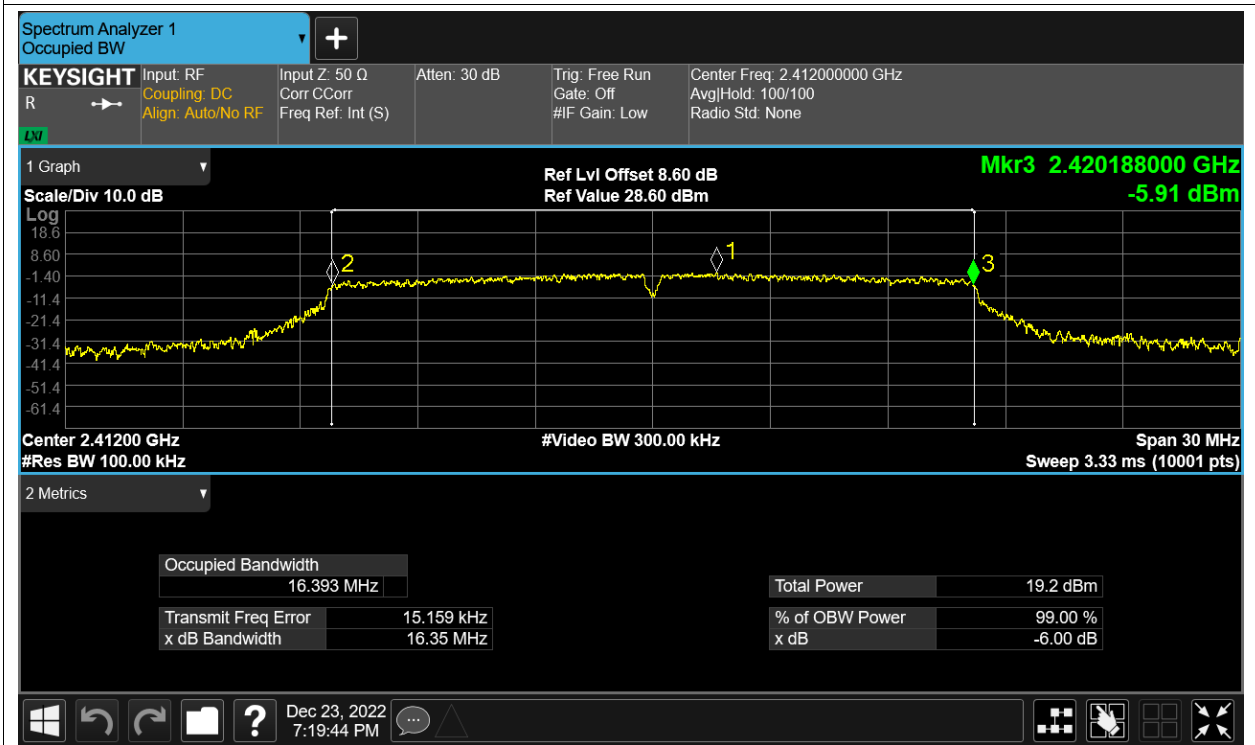 Spectrum Analyzer 1
Occupied BW
KEYSIGHT
R
LXI
Input: RF
Coupling: DC
Align: Auto/No RF
Input Z: 50 Ω
Corr CCorr
Freq Ref: Int (S)
Atten: 30 dB
Trig: Free Run
Gate: Off
#IF Gain: Low
Center Freq: 2.412000000 GHz
Avg|Hold: 100/100
Radio Std: None
1 Graph
Scale/Div 10.0 dB
Ref Lvl Offset 8.60 dB
Ref Value 28.60 dBm
Mkr3 2.420188000 GHz
-5.91 dBm
Log
18.6
8.60
-1.40
-11.4
-21.4
-31.4
-41.4
-51.4
-61.4
2
1
3
Center 2.41200 GHz
#Video BW 300.00 kHz
Span 30 MHz
#Res BW 100.00 kHz
Sweep 3.33 ms (10001 pts)
2 Metrics
Occupied Bandwidth
16.393 MHz
Total Power 19.2 dBm
Transmit Freq Error 15.159 kHz
% of OBW Power 99.00 %
x dB Bandwidth 16.35 MHz
x dB -6.00 dB
?
Dec 23, 2022
7:19:44 PM